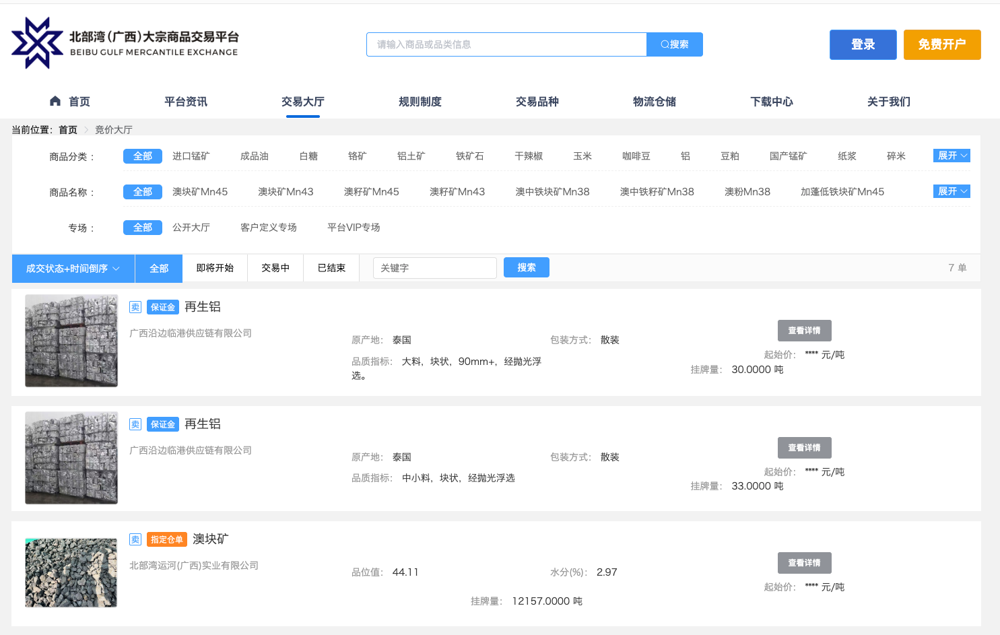 北部湾(广西)大宗商品交易平台
BEIBU GULF MERCANTILE EXCHANGE
请输入商品或品类信息
搜索
登录
免费开户
首页
平台资讯
交易大厅
规则制度
交易品种
物流仓储
下载中心
关于我们
当前位置：首页 > 竞价大厅
商品分类 ： 全部 进口锰矿 成品油 白糖 铬矿 铝土矿 铁矿石 干辣椒 玉米 咖啡豆 铝 豆粕 国产锰矿 纸浆 碎米 展开
商品名称 ： 全部 澳块矿Mn45 澳块矿Mn43 澳籽矿Mn45 澳籽矿Mn43 澳中铁块矿Mn38 澳中铁籽矿Mn38 澳粉Mn38 加蓬低铁块矿Mn45 展开
专场 ： 全部 公开大厅 客户定义专场 平台VIP专场
成交状态+时间倒序 全部 即将开始 交易中 已结束 关键字 搜索 7 单
卖 保证金 再生铝
广西沿边临港供应链有限公司
原产地： 泰国
包装方式： 散装
品质指标： 大料，块状，90mm+，经抛光浮
选。
查看详情
起始价： **** 元/吨
挂牌量： 30.0000 吨
卖 保证金 再生铝
广西沿边临港供应链有限公司
原产地： 泰国
包装方式： 散装
品质指标： 中小料，块状，经抛光浮选
查看详情
起始价： **** 元/吨
挂牌量： 33.0000 吨
卖 指定仓单 澳块矿
北部湾运河(广西)实业有限公司
品位值： 44.11
水分(%)： 2.97
查看详情
起始价： **** 元/吨
挂牌量： 12157.0000 吨